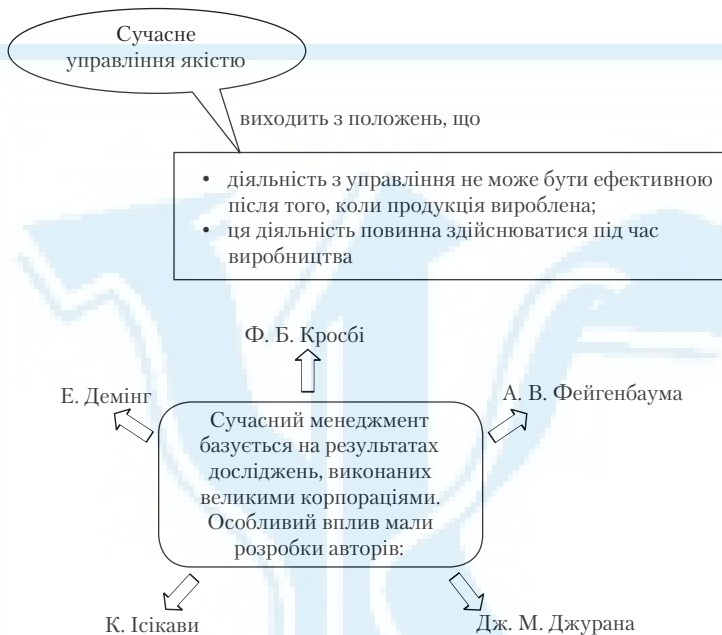 Сучасне
управління якістю
виходить з положень, що
• діяльність з управління не може бути ефективною
після того, коли продукція вироблена;
• ця діяльність повинна здійснюватися під час
виробництва
Ф. Б. Кросбі
Е. Демінг
А. В. Фейгенбаума
Сучасний менеджмент
базується на результатах
досліджень, виконаних
великими корпораціями.
Особливий вплив мали
розробки авторів:
К. Ісікави
Дж. М. Джурана